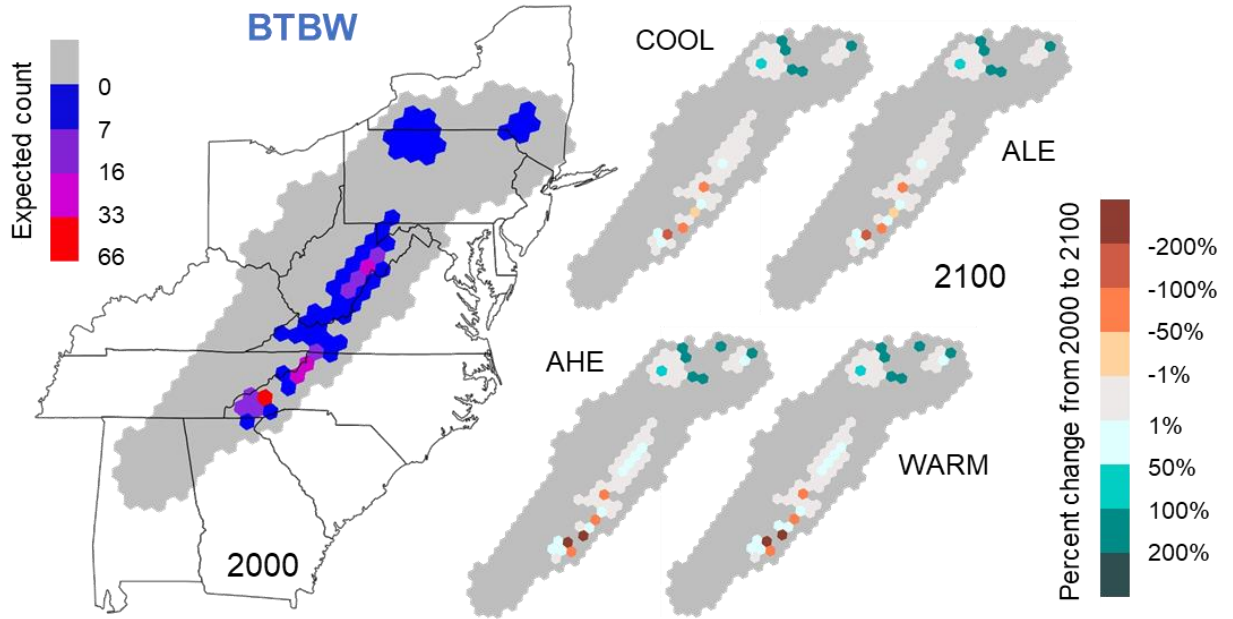 BTBW
Expected count
0
7
16
33
66
2000
COOL
ALE
2100
AHE
WARM
Percent change from 2000 to 2100
-200%
-100%
-50%
-1%
1%
50%
100%
200%